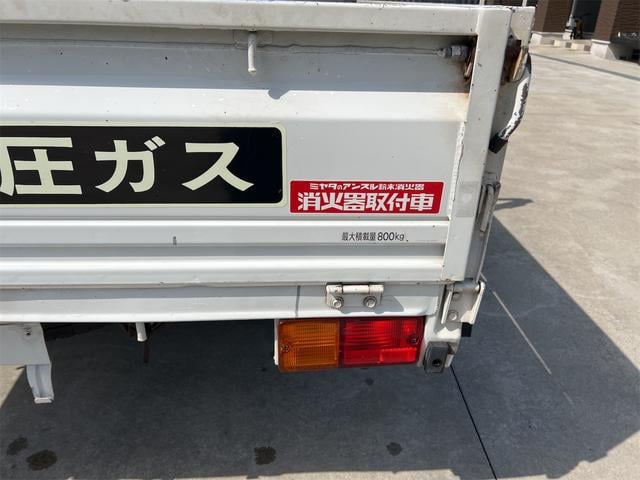 圧ガス
ミヤタのアンスル粉末消火器
消火器取付車
最大積載量800kg